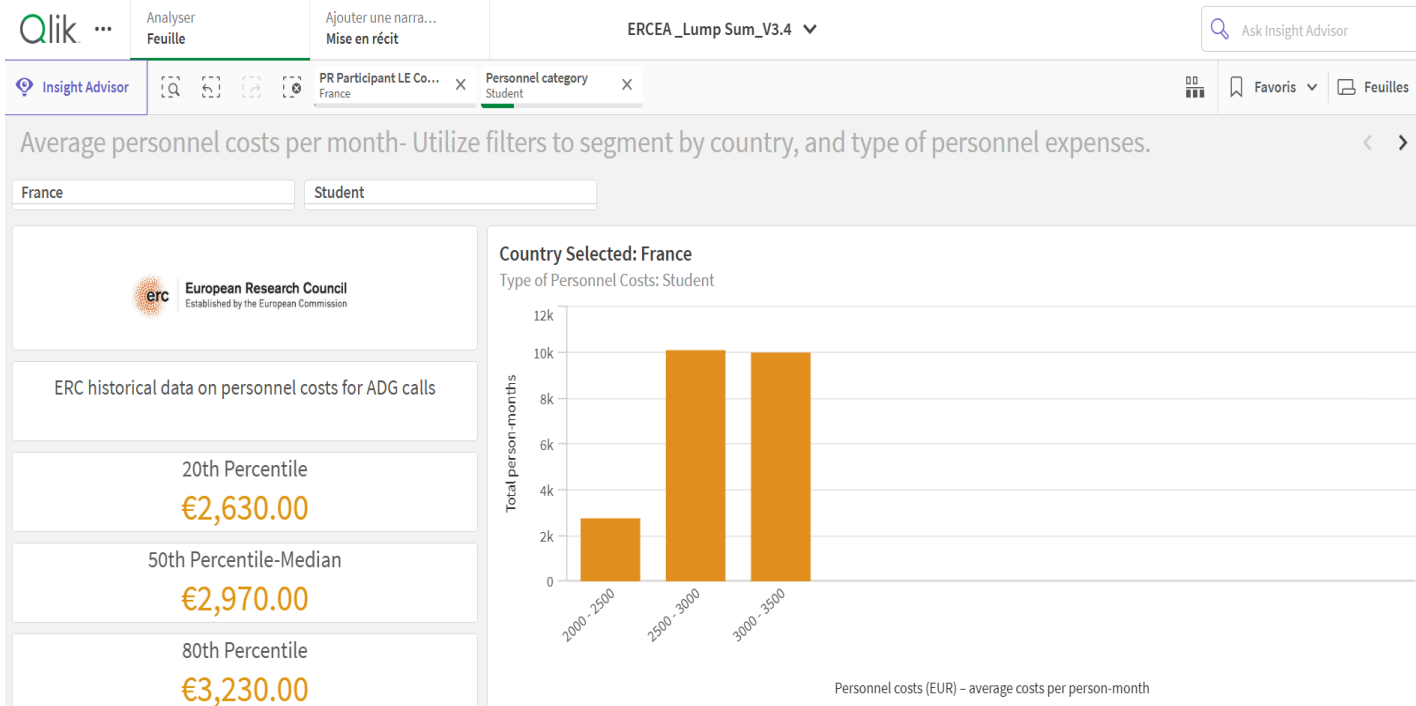 Qlik
Analyser
Feuille
Ajouter une narra…
Mise en récit
ERCEA _Lump Sum_V3.4
Ask Insight Advisor
Insight Advisor
PR Participant LE Co…
France
Personnel category
Student
Favoris
Feuilles
Average personnel costs per month- Utilize filters to segment by country, and type of personnel expenses.
France
Student
erc
European Research Council
Established by the European Commission
ERC historical data on personnel costs for ADG calls
20th Percentile
€2,630.00
50th Percentile-Median
€2,970.00
80th Percentile
€3,230.00
Country Selected: France
Type of Personnel Costs: Student
Total person-months
12k
10k
8k
6k
4k
2k
0
2000 - 2500
2500 - 3000
3000 - 3500
Personnel costs (EUR) – average costs per person-month